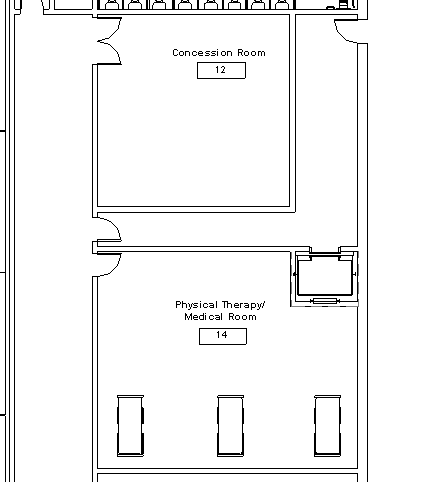 Concession Room
12
Physical Therapy/
Medical Room
14